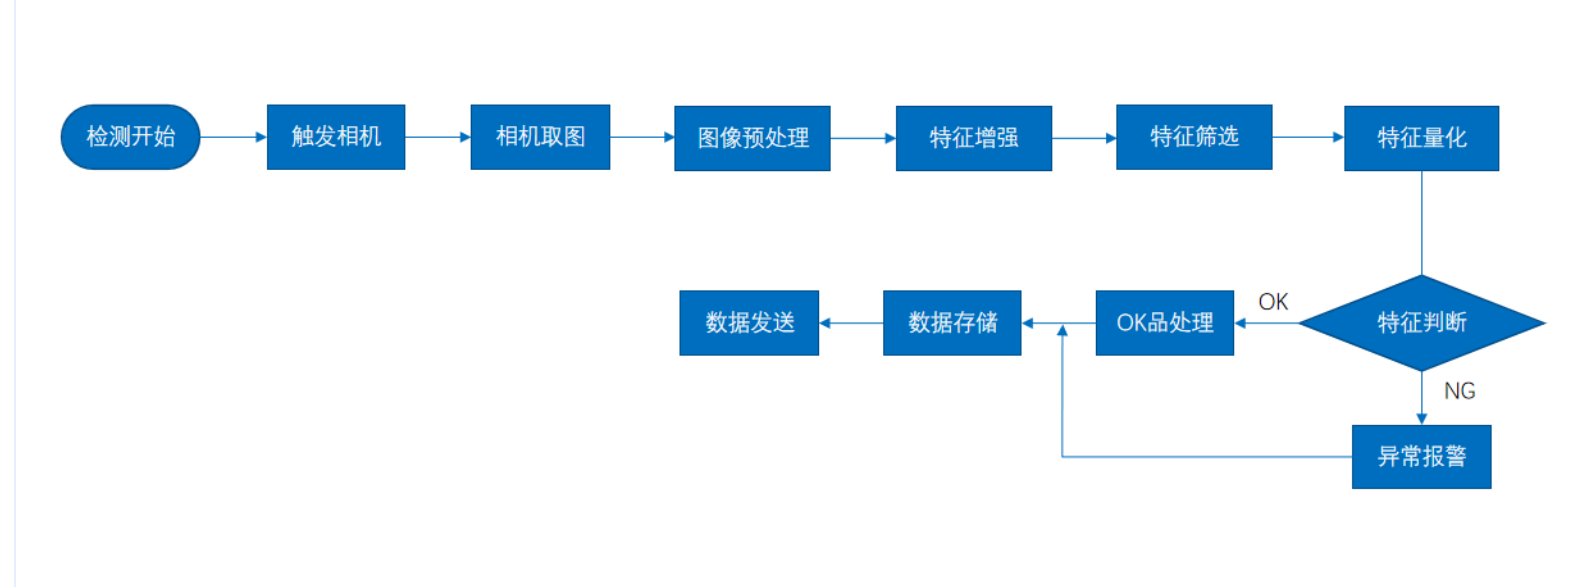 检测开始
触发相机
相机取图
图像预处理
特征增强
特征筛选
特征量化
数据发送
数据存储
OK品处理
OK
特征判断
NG
异常报警